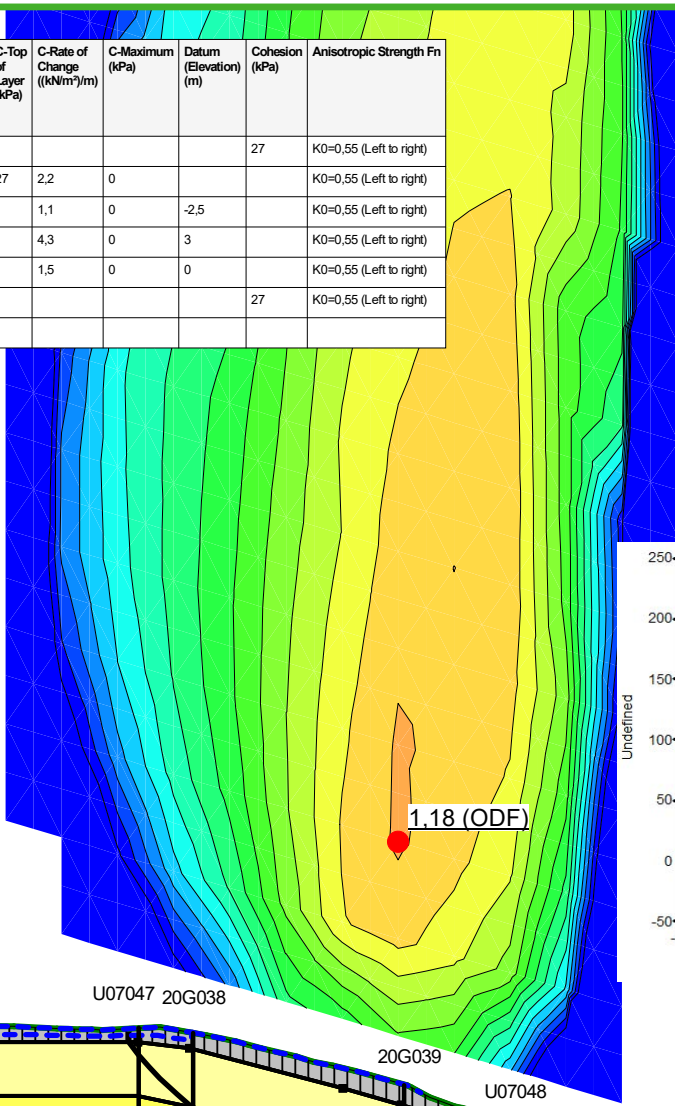 C-Top of Layer (kPa) C-Rate of Change ((kN/m²)/m) C-Maximum (kPa) Datum (Elevation) (m) Cohesion (kPa) Anisotropic Strength Fn
27 K0=0,55 (Left to right)
27 2,2 0 K0=0,55 (Left to right)
1,1 0 -2,5 K0=0,55 (Left to right)
4,3 0 3 K0=0,55 (Left to right)
1,5 0 0 K0=0,55 (Left to right)
27 K0=0,55 (Left to right)
250
200
150
Undefined
100
50
0
-50
1,18 (ODF)
U07047 20G038
20G039
U07048